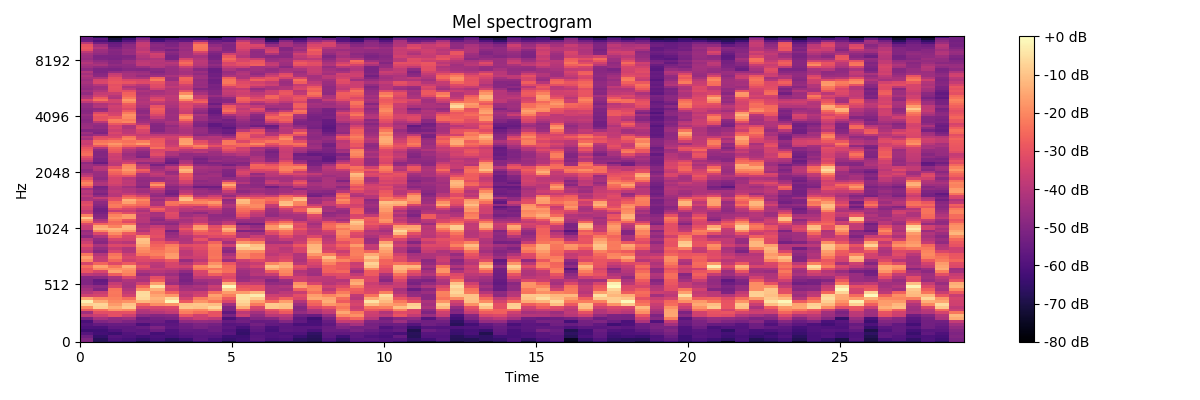 Mel spectrogram
8192
4096
2048
1024
512
0
Hz
0 5 10 15 20 25
Time
+0 dB
-10 dB
-20 dB
-30 dB
-40 dB
-50 dB
-60 dB
-70 dB
-80 dB